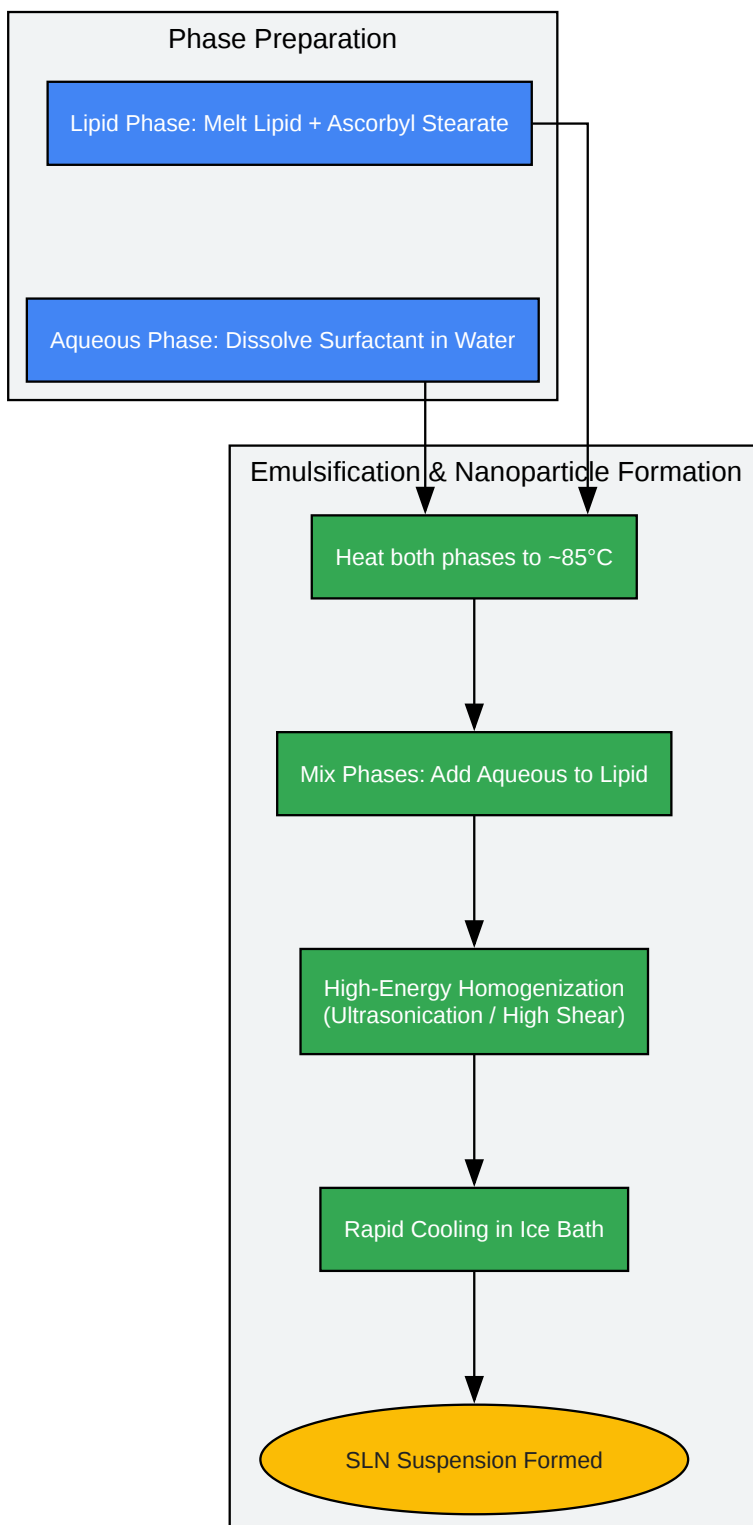 Phase Preparation
Lipid Phase: Melt Lipid + Ascorbyl Stearate
Aqueous Phase: Dissolve Surfactant in Water
Emulsification & Nanoparticle Formation
Heat both phases to ~85°C
Mix Phases: Add Aqueous to Lipid
High-Energy Homogenization
(Ultrasonication / High Shear)
Rapid Cooling in Ice Bath
SLN Suspension Formed